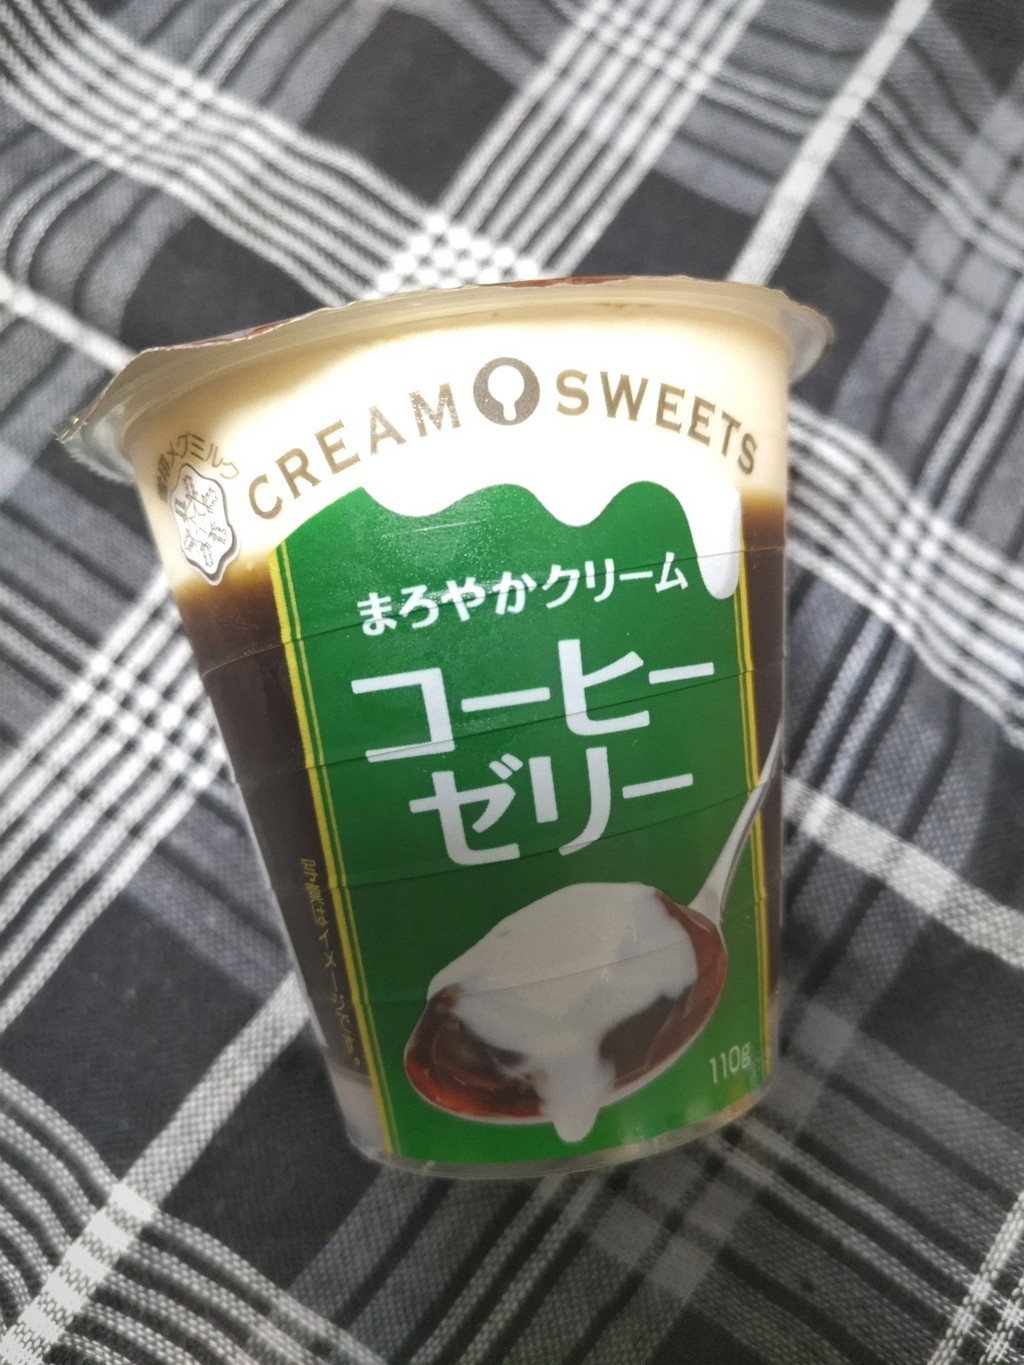 雪印メグミルク
CREAM SWEETS
まろやかクリーム
コーヒー
ゼリー
写真はイメージです。
110g